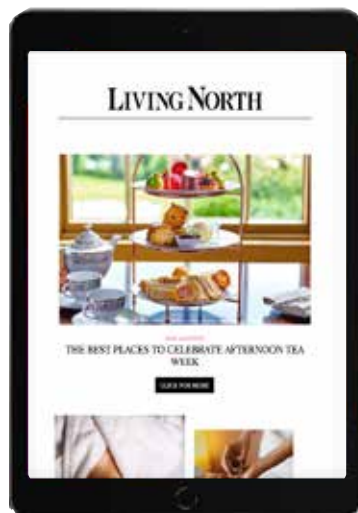 LIVING NORTH
THE BEST PLACES TO CELEBRATE AFTERNOON TEA
WEEK
CLICK FOR MORE